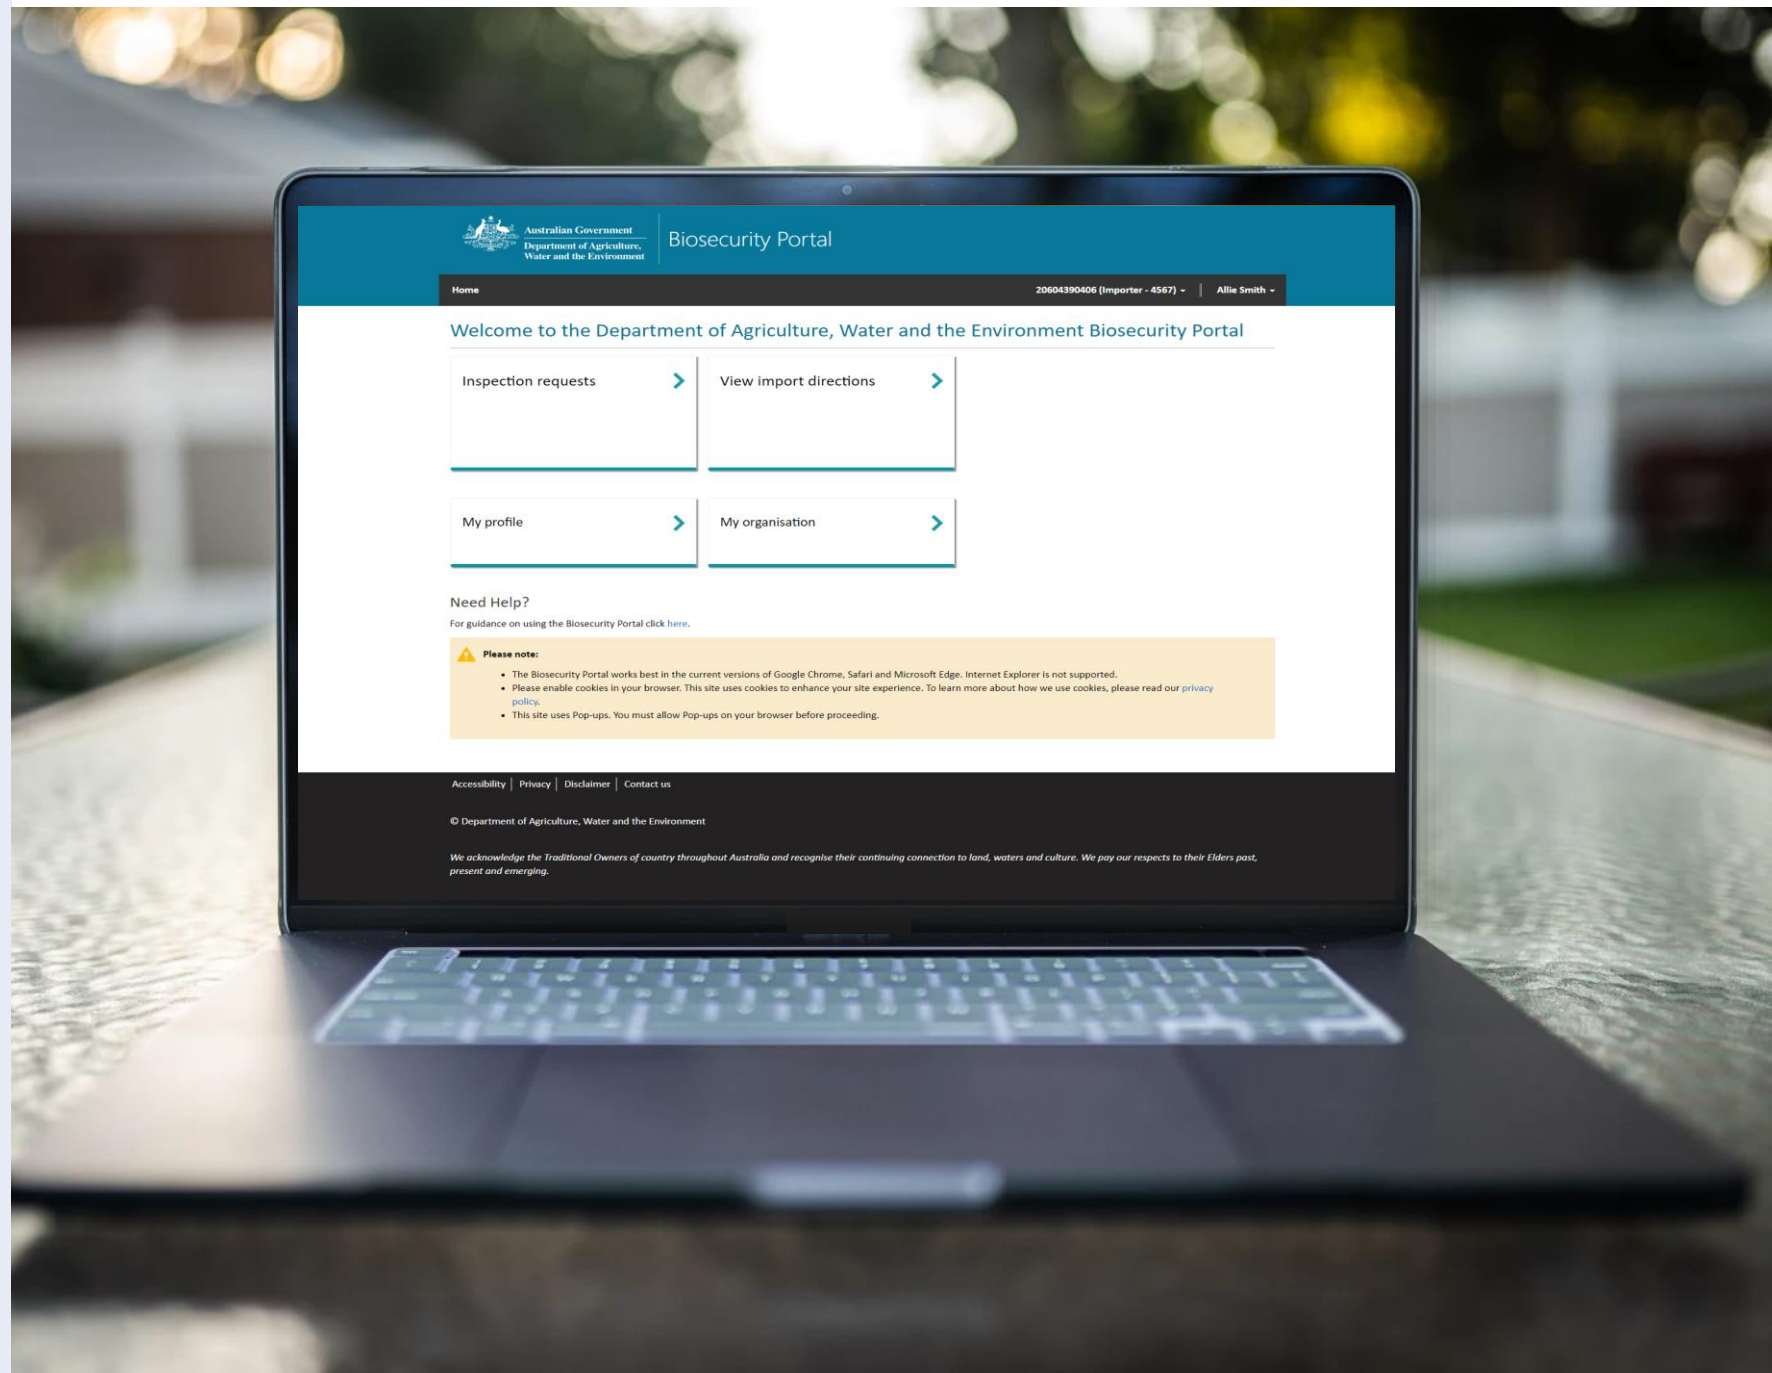 Australian Government
Department of Agriculture,
Water and the Environment
Biosecurity Portal
Home
20604390406 (Importer - 4567)
Allie Smith
Welcome to the Department of Agriculture, Water and the Environment Biosecurity Portal
Inspection requests
View import directions
My profile
My organisation
Need Help?
For guidance on using the Biosecurity Portal click here.
Please note:
• The Biosecurity Portal works best in the current versions of Google Chrome, Safari and Microsoft Edge. Internet Explorer is not supported.
• Please enable cookies in your browser. This site uses cookies to enhance your site experience. To learn more about how we use cookies, please read our privacy
policy.
• This site uses Pop-ups. You must allow Pop-ups on your browser before proceeding.
Accessibility | Privacy | Disclaimer | Contact us
© Department of Agriculture, Water and the Environment
We acknowledge the Traditional Owners of country throughout Australia and recognise their continuing connection to land, waters and culture. We pay our respects to their Elders past,
present and emerging.